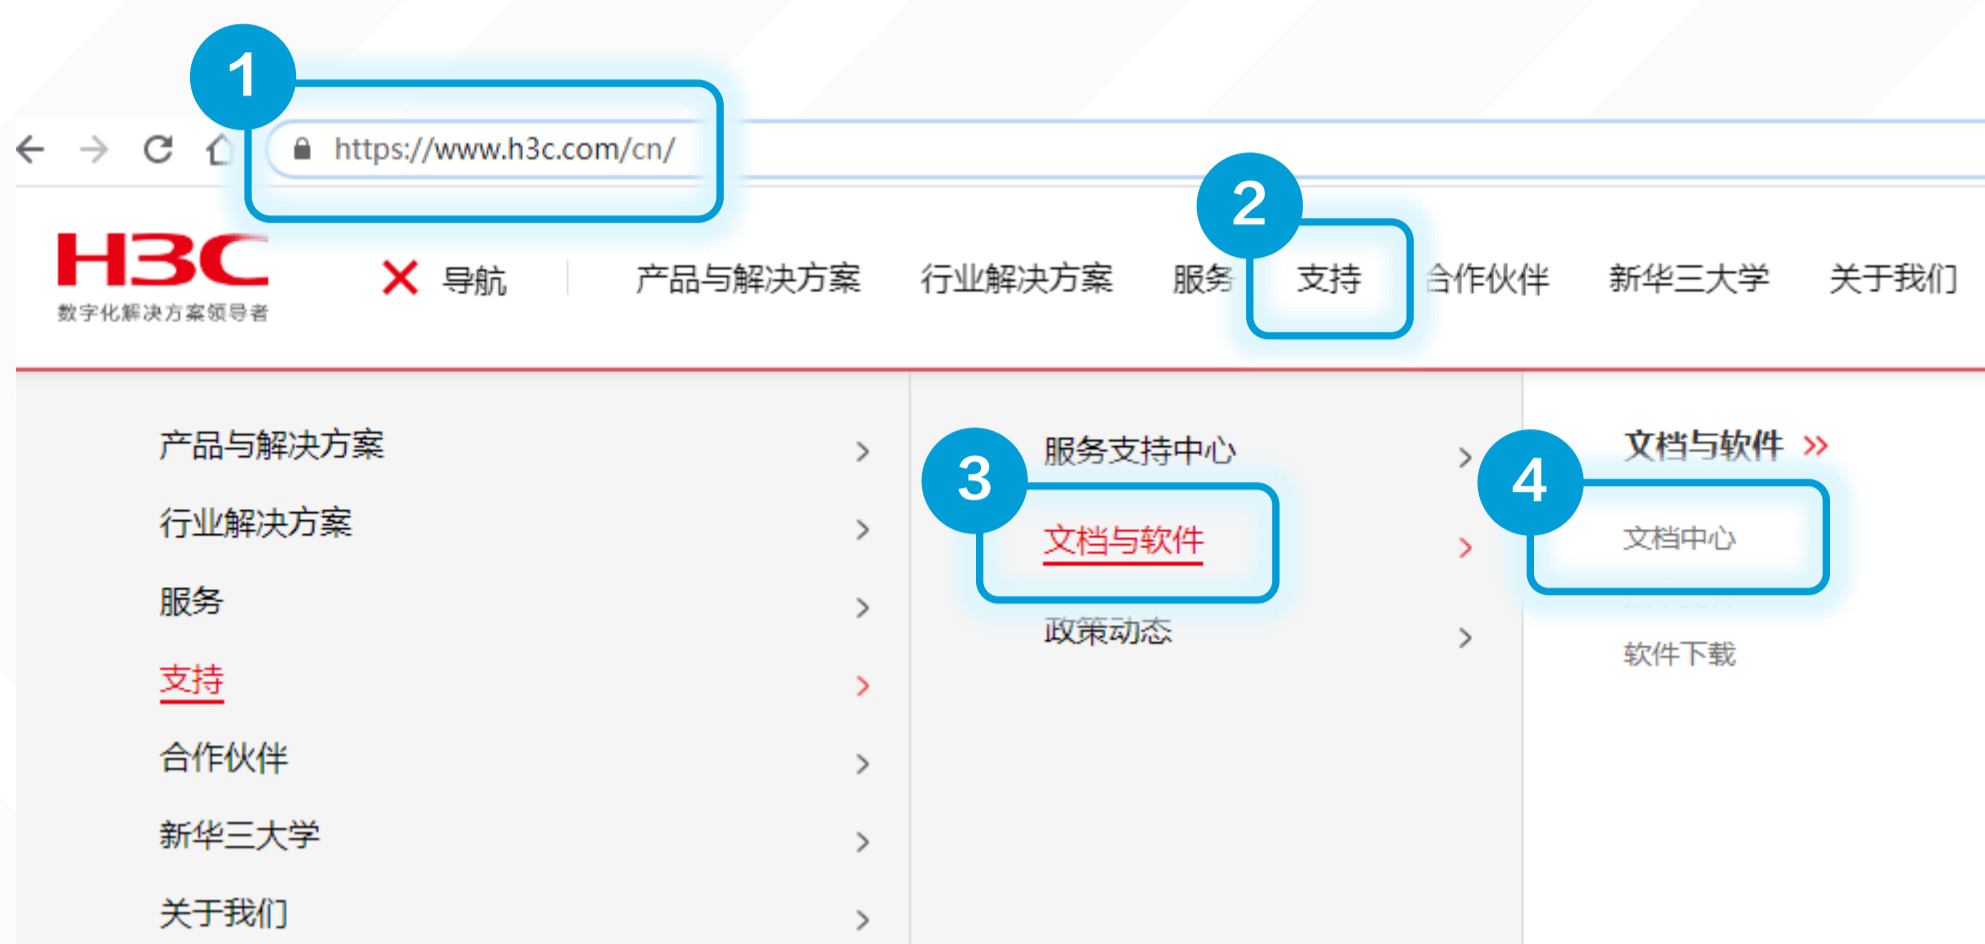 1
https://www.h3c.com/cn/
2
H3C
数字化解决方案领导者
导航 产品与解决方案 行业解决方案 服务 支持 合作伙伴 新华三大学 关于我们
产品与解决方案
行业解决方案
服务
支持
合作伙伴
新华三大学
关于我们
服务支持中心
3
文档与软件
政策动态
文档与软件
4
文档中心
软件下载